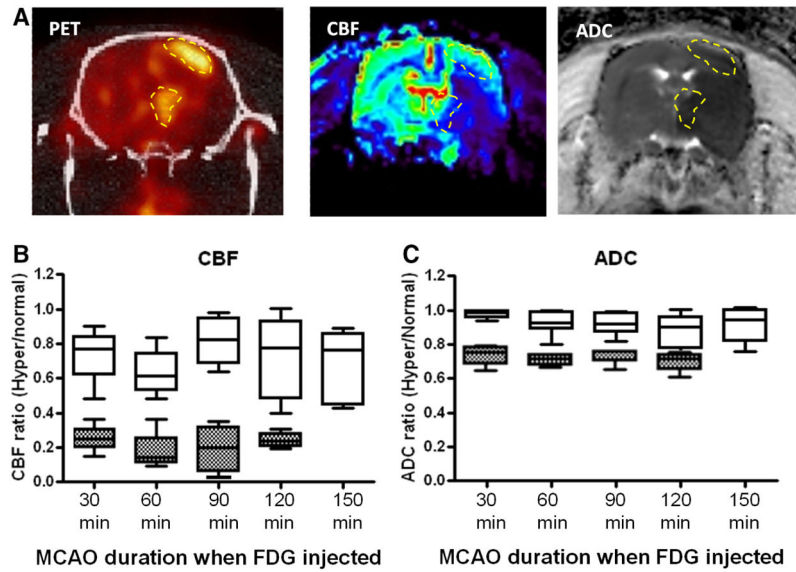 A
PET
CBF
ADC
B
CBF
CBF ratio (Hyper/normal)
1.2
1.0
0.8
0.6
0.4
0.2
0.0
30 min
60 min
90 min
120 min
150 min
MCAO duration when FDG injected
C
ADC
ADC ratio (Hyper/Normal)
1.2
1.0
0.8
0.6
0.4
0.2
0.0
30 min
60 min
90 min
120 min
150 min
MCAO duration when FDG injected